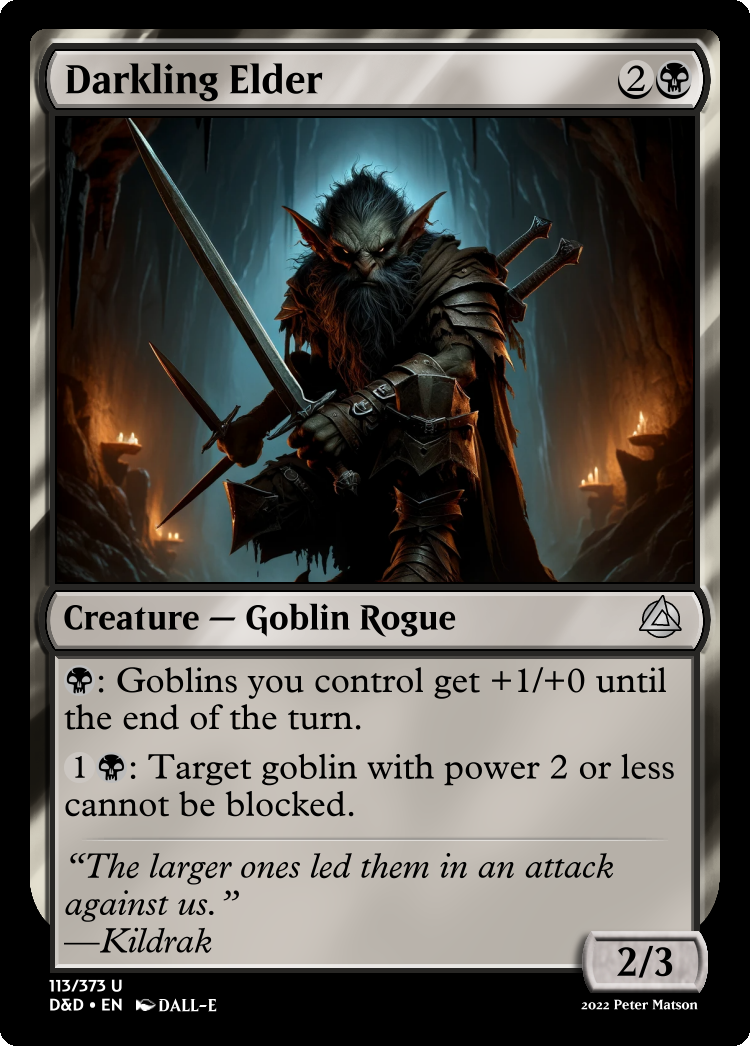 Darkling Elder 2
Creature — Goblin Rogue
: Goblins you control get +1/+0 until
the end of the turn.
1 : Target goblin with power 2 or less
cannot be blocked.
“The larger ones led them in an attack
against us.”
—Kildrak
2/3
113/373 U
D&D • EN DALL-E
2022 Peter Matson